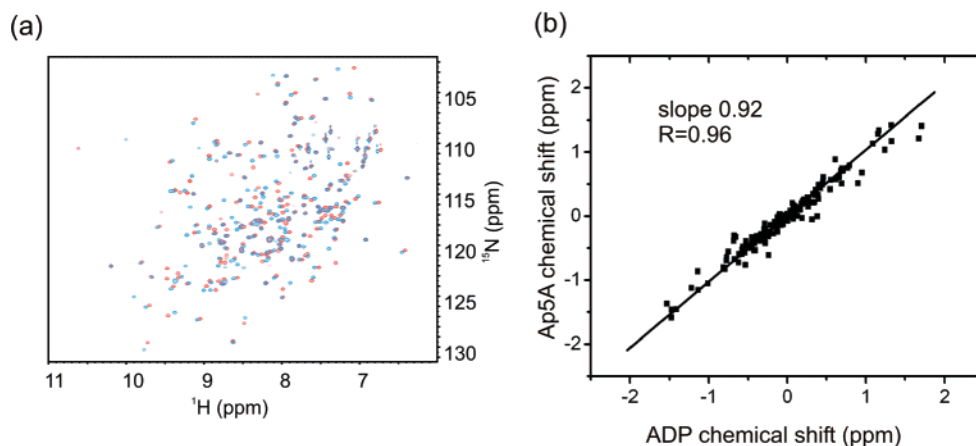 (a)
105
110
115
120
125
130
¹⁵N (ppm)
11 10 9 8 7
¹H (ppm)
(b)
2
1
0
-1
-2
Ap5A chemical shift (ppm)
slope 0.92
R=0.96
-2 -1 0 1 2
ADP chemical shift (ppm)